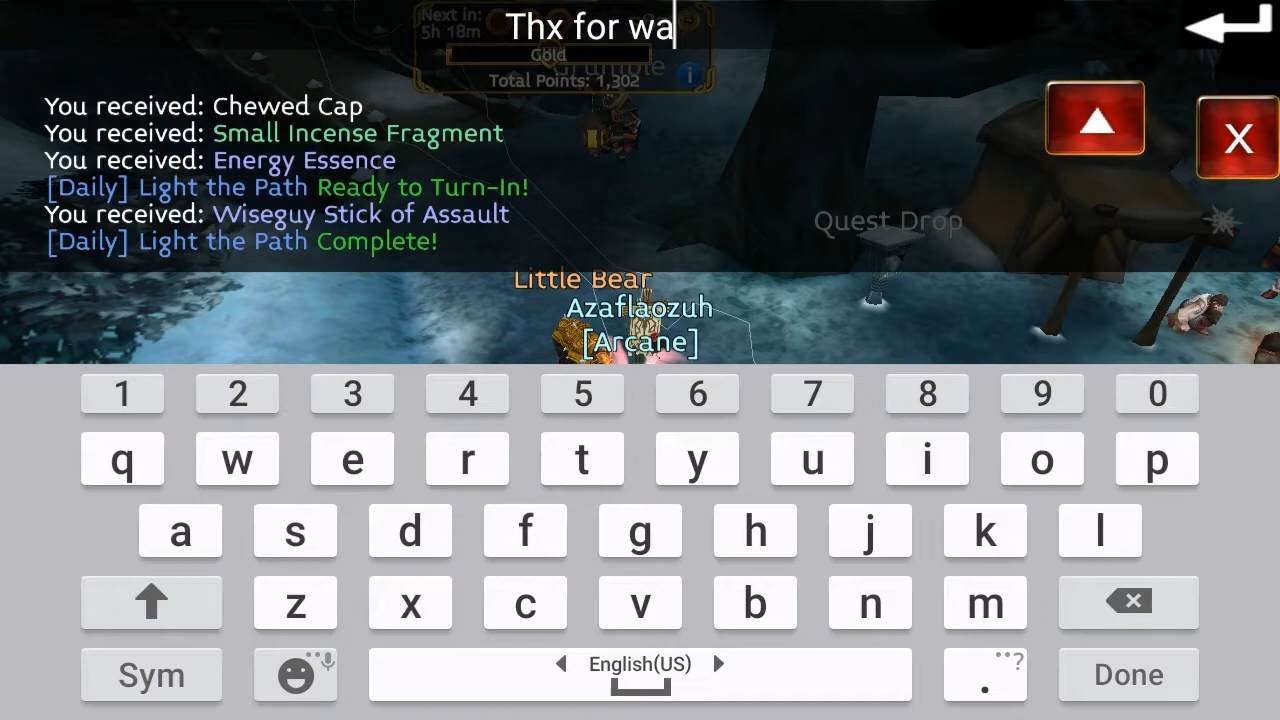 Next in:
5h 18m
Thx for wa
Gold
Grumble
Total Points: 1,302
i
You received: Chewed Cap
You received: Small Incense Fragment
You received: Energy Essence
[Daily] Light the Path Ready to Turn-In!
You received: Wiseguy Stick of Assault
[Daily] Light the Path Complete!
X
Quest Drop
Little Bear
Azaflaozuh
[Arcane]
1 2 3 4 5 6 7 8 9 0
q w e r t y u i o p
a s d f g h j k l
z x c v b n m
Sym English(US) . ? Done